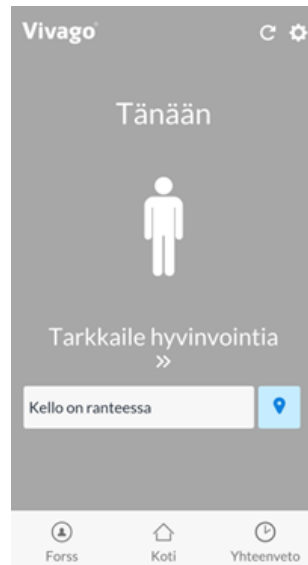 Vivago
Tänään
Tarkkaile hyvinvointia
»
Kello on ranteessa
Forss
Koti
Yhteenveto